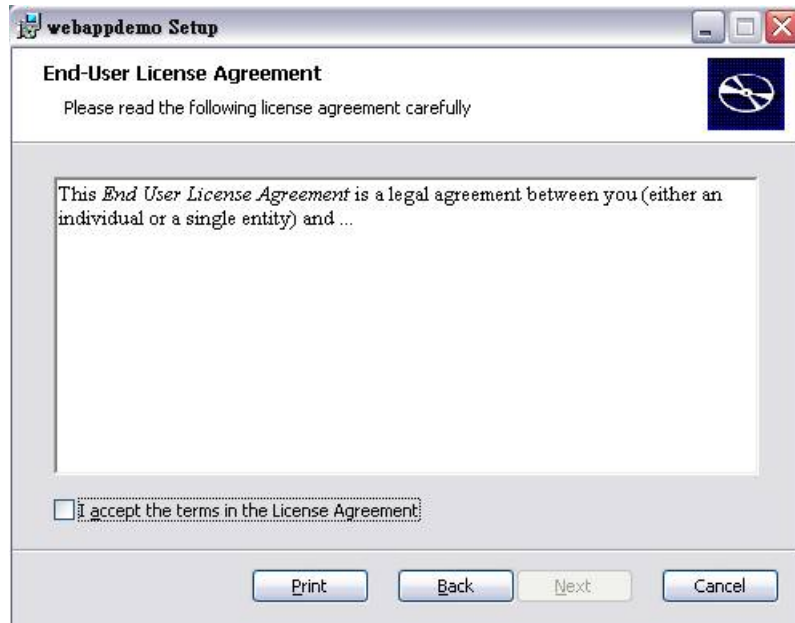 webappdemo Setup
End-User License Agreement
Please read the following license agreement carefully
This End User License Agreement is a legal agreement between you (either an
individual or a single entity) and ...
I accept the terms in the License Agreement
Print Back Next Cancel